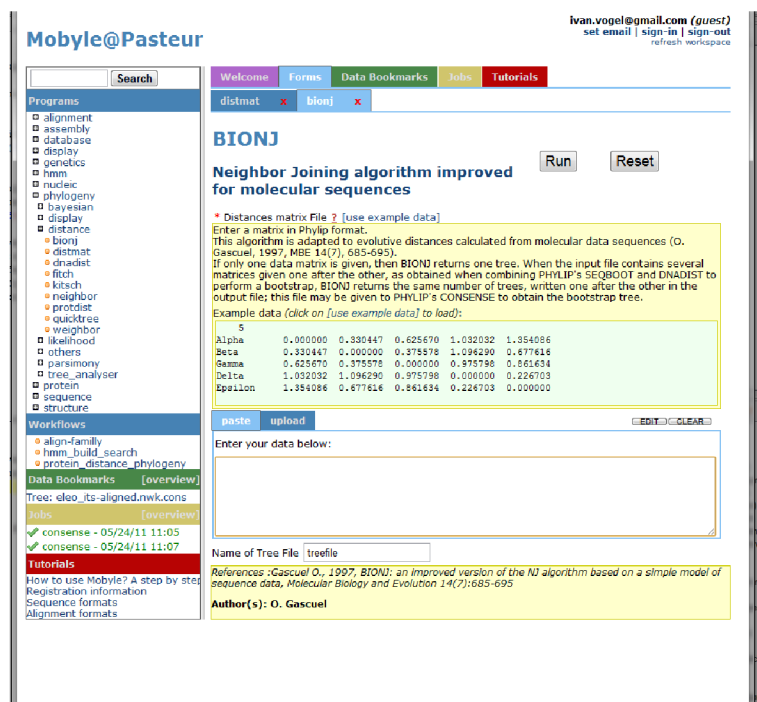 ivan.vogel@gmail.com (guest)
set email | sign-in | sign-out
refresh workspace
Mobyle@Pasteur
Search
Welcome Forms Data Bookmarks Jobs Tutorials
distmat x bionj x
Programs
alignment
assembly
database
display
genetics
hmm
nucleic
phylogeny
bayesian
display
distance
bionj
distmat
dnadist
fitch
kitsch
neighbor
protdist
quicktree
weighbor
likelihood
others
parsimony
tree_analyser
protein
sequence
structure
Workflows
align-familly
hmm_build_search
protein_distance_phylogeny
Data Bookmarks [overview]
Tree: eleo_its-aligned.nwk.cons
Jobs [overview]
consense - 05/24/11 11:05
consense - 05/24/11 11:07
Tutorials
How to use Mobyle? A step by step
Registration information
Sequence formats
Alignment formats
BIONJ
Neighbor Joining algorithm improved
for molecular sequences
Run Reset
* Distances matrix File ? [use example data]
Enter a matrix in Phylip format.
This algorithm is adapted to evolutive distances calculated from molecular data sequences (O.
Gascuel, 1997, MBE 14(7), 685-695).
If only one data matrix is given, then BIONJ returns one tree. When the input file contains several
matrices given one after the other, as obtained when combining PHYLIP's SEQBOOT and DNADIST to
perform a bootstrap, BIONJ returns the same number of trees, written one after the other in the
output file; this file may be given to PHYLIP's CONSENSE to obtain the bootstrap tree.
Example data (click on [use example data] to load):
5
Alpha 0.000000 0.330447 0.625670 1.032032 1.354086
Beta 0.330447 0.000000 0.375578 1.096290 0.677616
Gamma 0.625670 0.375578 0.000000 0.975798 0.861634
Delta 1.032032 1.096290 0.975798 0.000000 0.226703
Epsilon 1.354086 0.677616 0.861634 0.226703 0.000000
paste upload EDIT CLEAR
Enter your data below:
Name of Tree File treefile
References :Gascuel O., 1997, BIONJ: an improved version of the NJ algorithm based on a simple model of
sequence data, Molecular Biology and Evolution 14(7):685-695
Author(s): O. Gascuel